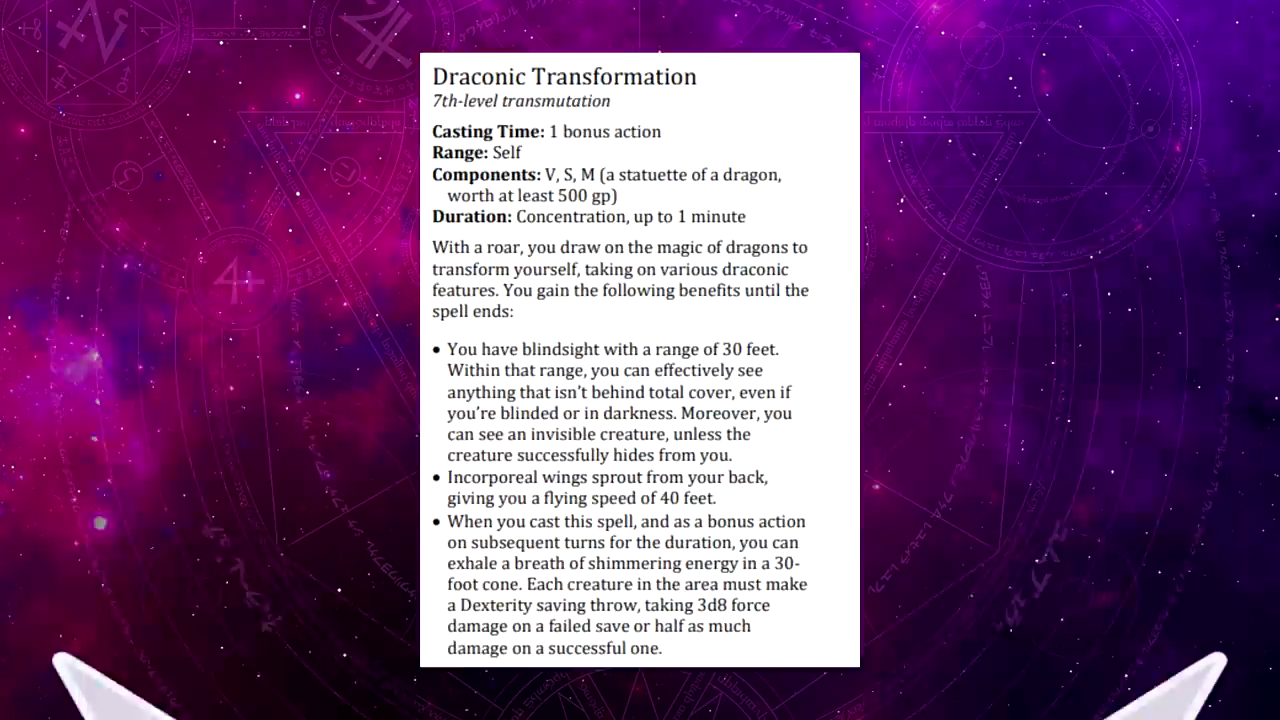 Draconic Transformation
7th-level transmutation
Casting Time: 1 bonus action
Range: Self
Components: V, S, M (a statuette of a dragon,
worth at least 500 gp)
Duration: Concentration, up to 1 minute
With a roar, you draw on the magic of dragons to
transform yourself, taking on various draconic
features. You gain the following benefits until the
spell ends:
• You have blindsight with a range of 30 feet.
Within that range, you can effectively see
anything that isn't behind total cover, even if
you're blinded or in darkness. Moreover, you
can see an invisible creature, unless the
creature successfully hides from you.
• Incorporeal wings sprout from your back,
giving you a flying speed of 40 feet.
• When you cast this spell, and as a bonus action
on subsequent turns for the duration, you can
exhale a breath of shimmering energy in a 30-
foot cone. Each creature in the area must make
a Dexterity saving throw, taking 3d8 force
damage on a failed save or half as much
damage on a successful one.